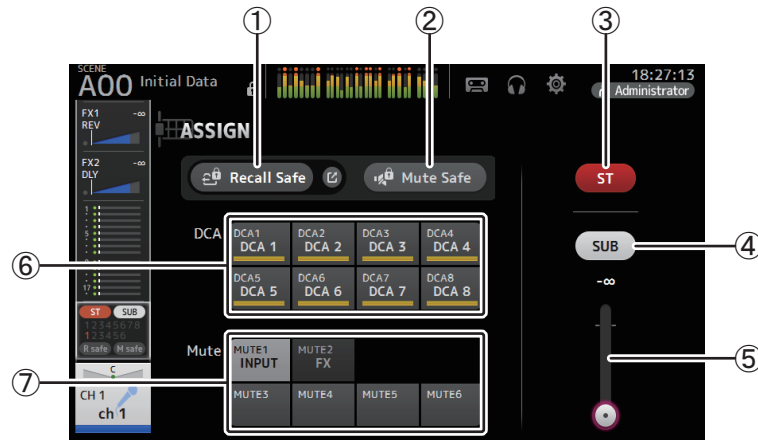 ① ② ③
SCENE
A00 Initial Data
18:27:13
Administrator
FX1
REV
-∞
FX2
DLY
-∞
ASSIGN
Recall Safe
Mute Safe
ST
1
5
17
DCA
DCA1
DCA 1
DCA2
DCA 2
DCA3
DCA 3
DCA4
DCA 4
DCA5
DCA 5
DCA6
DCA 6
DCA7
DCA 7
DCA8
DCA 8
⑥
SUB
④
-∞
ST SUB
12345678
123456
R safe M safe
Mute
MUTE1
INPUT
MUTE2
FX
MUTE3
MUTE4
MUTE5
MUTE6
⑦
⑤
C
CH 1
ch 1